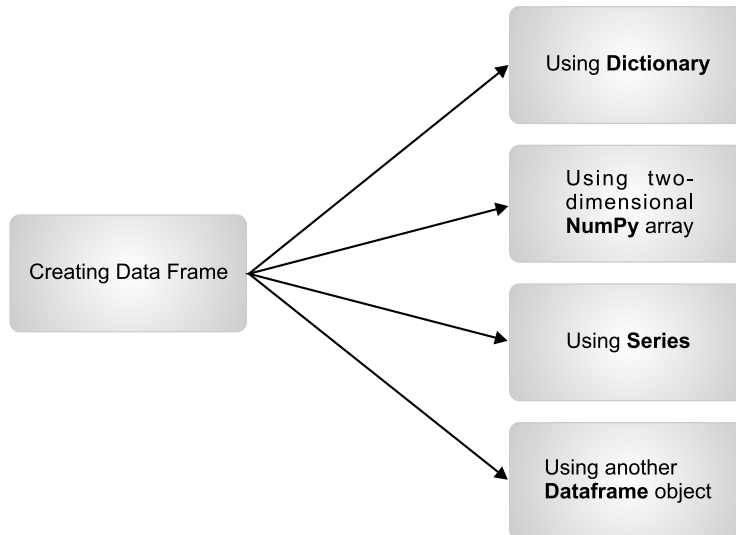 Creating Data Frame
Using Dictionary
Using two-
dimensional
NumPy array
Using Series
Using another
Dataframe object